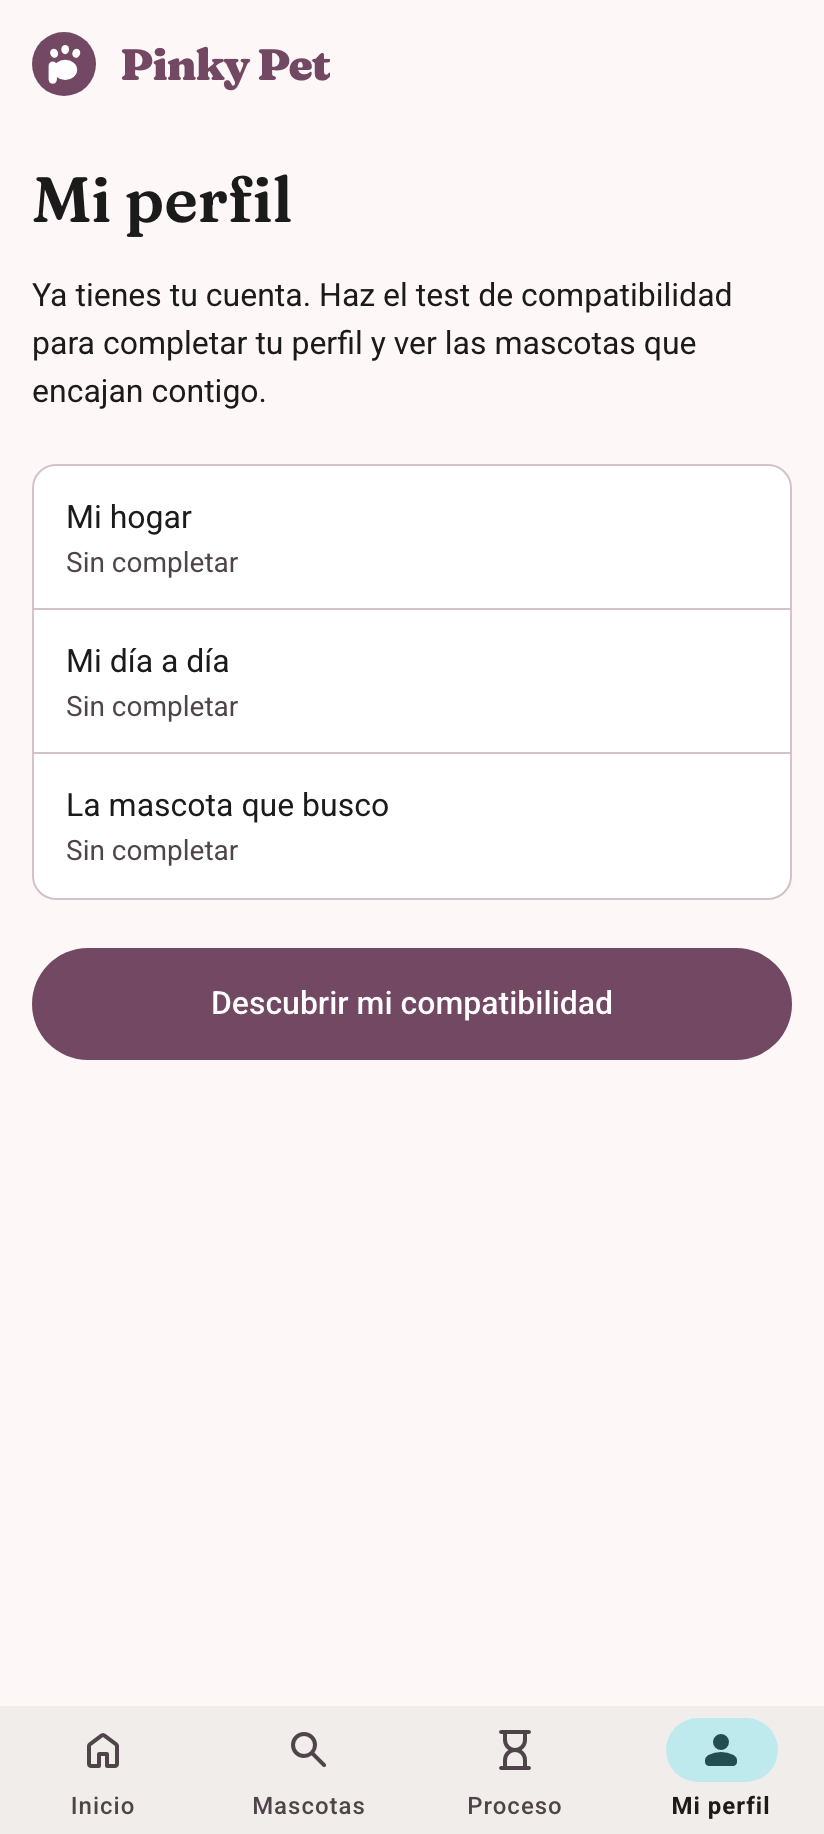 Pinky Pet
Mi perfil
Ya tienes tu cuenta. Haz el test de compatibilidad
para completar tu perfil y ver las mascotas que
encajan contigo.
Mi hogar
Sin completar
Mi día a día
Sin completar
La mascota que busco
Sin completar
Descubrir mi compatibilidad
Inicio
Mascotas
Proceso
Mi perfil